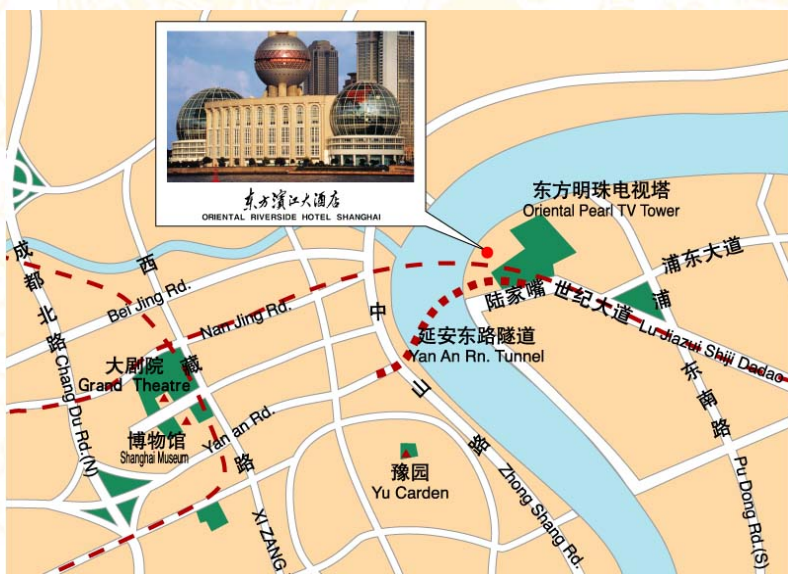 东方滨江大酒店
ORIENTAL RIVERSIDE HOTEL SHANGHAI
东方明珠电视塔
Oriental Pearl TV Tower
浦东大道
陆家嘴 世纪大道
Lu Jiazui Shiji Dadao
延安东路隧道
Yan An Rn. Tunnel
成都北路
Chang Du Rd.(N)
西藏路
XI ZANG
Bei Jing Rd.
Nan Jing Rd.
大剧院
Grand Theatre
博物馆
Shanghai Museum
Yan an Rd.
豫园
Yu Carden
中山路
Zhong Shang Rd.
浦东南路
Pu Dong Rd.(S)